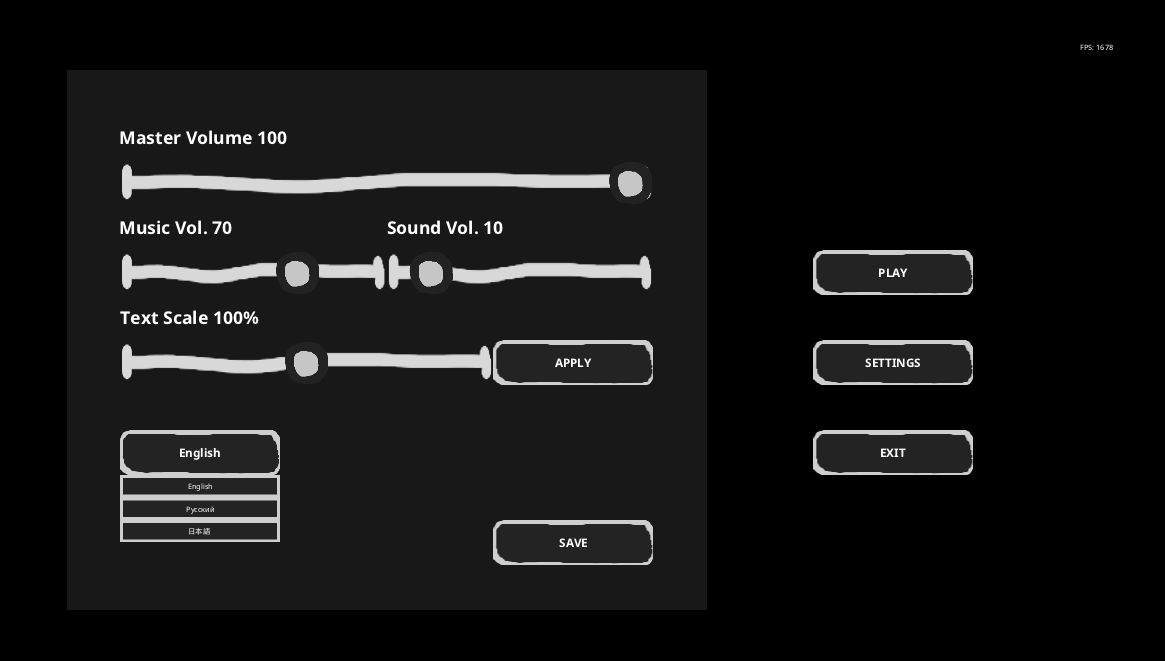 FPS: 1678
Master Volume 100
Music Vol. 70
Sound Vol. 10
PLAY
Text Scale 100%
APPLY
SETTINGS
English
EXIT
English
Русский
日本語
SAVE